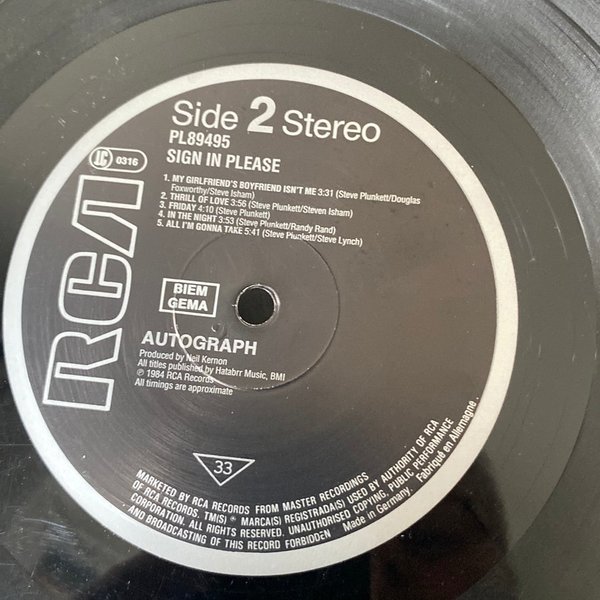 Side 2 Stereo
PL89495
SIGN IN PLEASE
LC 0316
1. MY GIRLFRIEND'S BOYFRIEND ISN'T ME 3:31 (Steve Plunkett/Douglas
Foxworthy/Steve Isham)
2. THRILL OF LOVE 3:56 (Steve Plunkett/Steven Isham)
3. FRIDAY 4:10 (Steve Plunkett)
4. IN THE NIGHT 3:53 (Steve Plunkett/Randy Rand)
5. ALL I'M GONNA TAKE 5:41 (Steve Plunkett/Steve Lynch)
RCA
BIEM
GEMA
AUTOGRAPH
Produced by Neil Kernon
All titles published by Hatabrr Music, BMI
℗ 1984 RCA Records
All timings are approximate
33
MARKETED BY RCA RECORDS FROM MASTER RECORDINGS
OF RCA RECORDS. TM(S) ® MARCA(S) REGISTRADA(S) USED BY AUTHORITY OF RCA
CORPORATION. ALL RIGHTS RESERVED. UNAUTHORISED COPYING, PUBLIC PERFORMANCE
AND BROADCASTING OF THIS RECORD FORBIDDEN Made in Germany. Fabriqué en Allemagne.